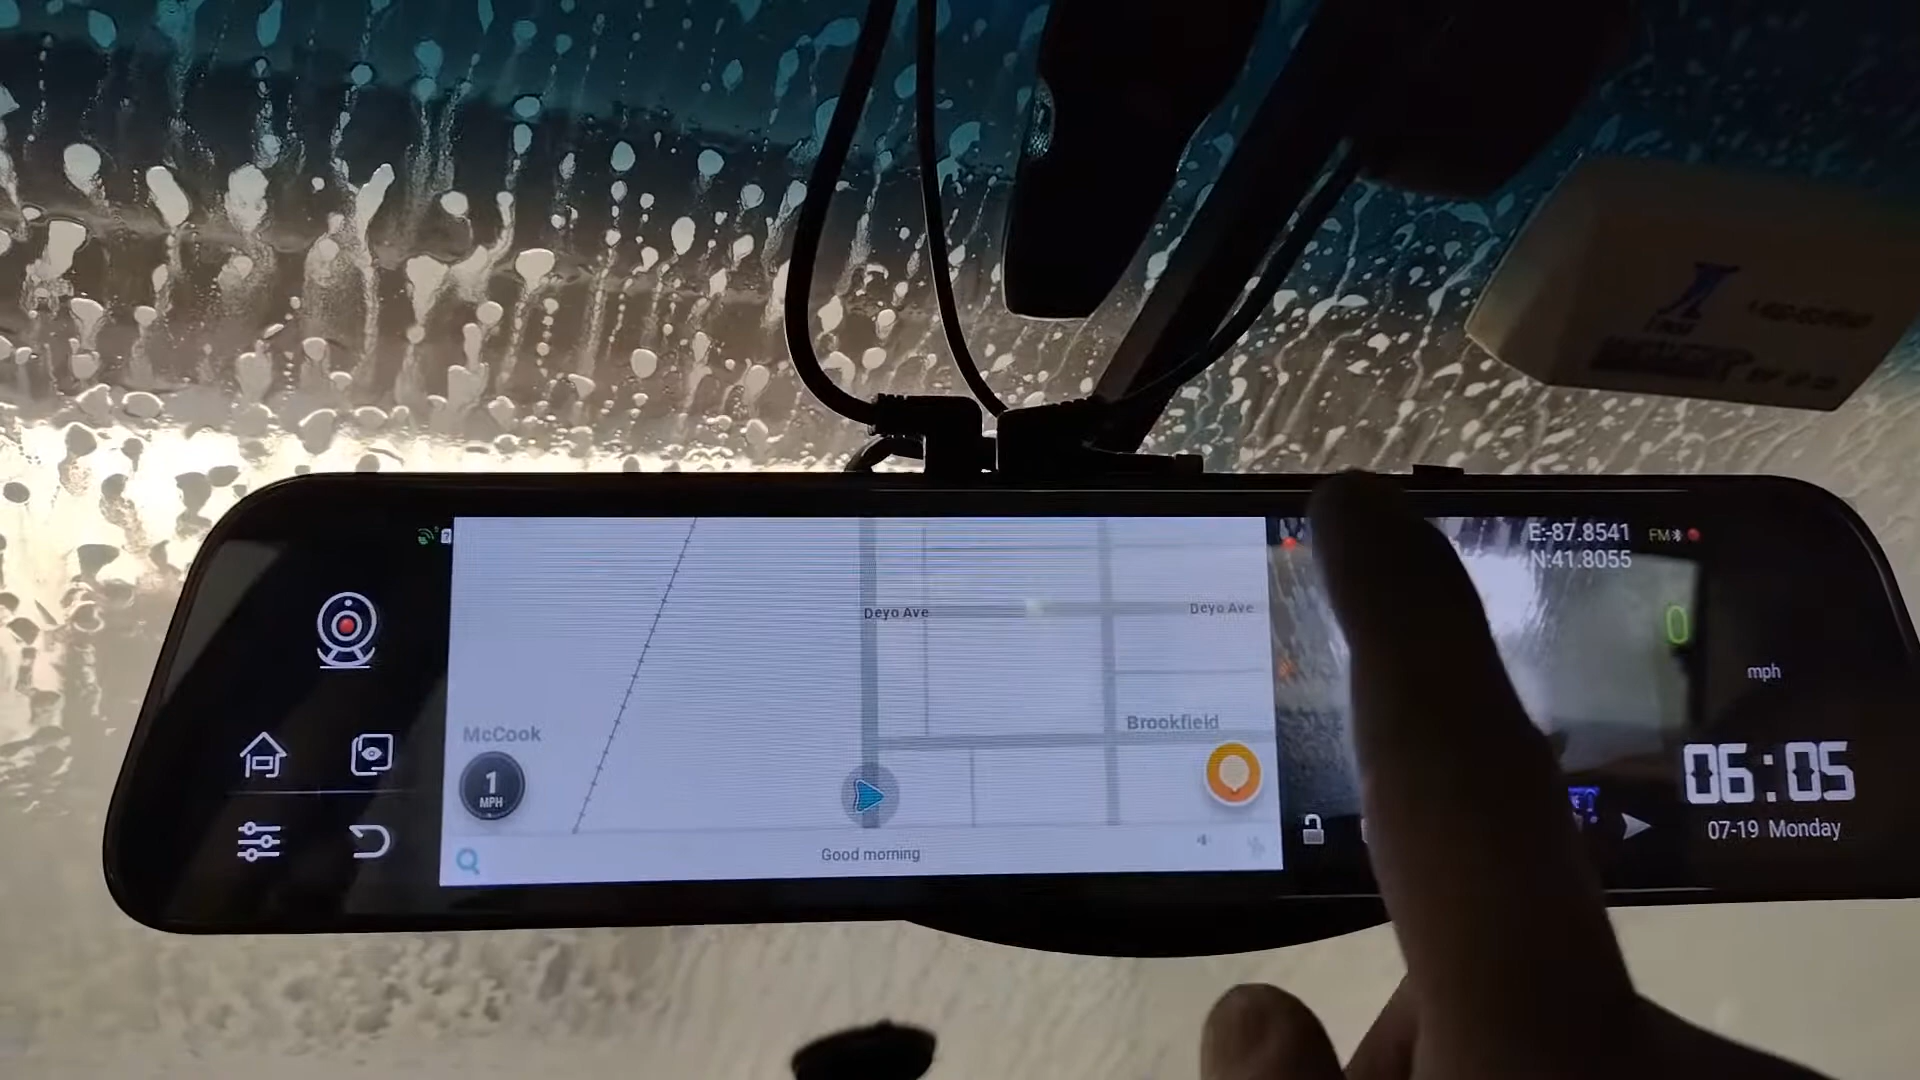 E:-87.8541
FM
N:41.8055
Deyo Ave
Deyo Ave
0
mph
McCook
Brookfield
1
MPH
06:05
07-19 Monday
Good morning